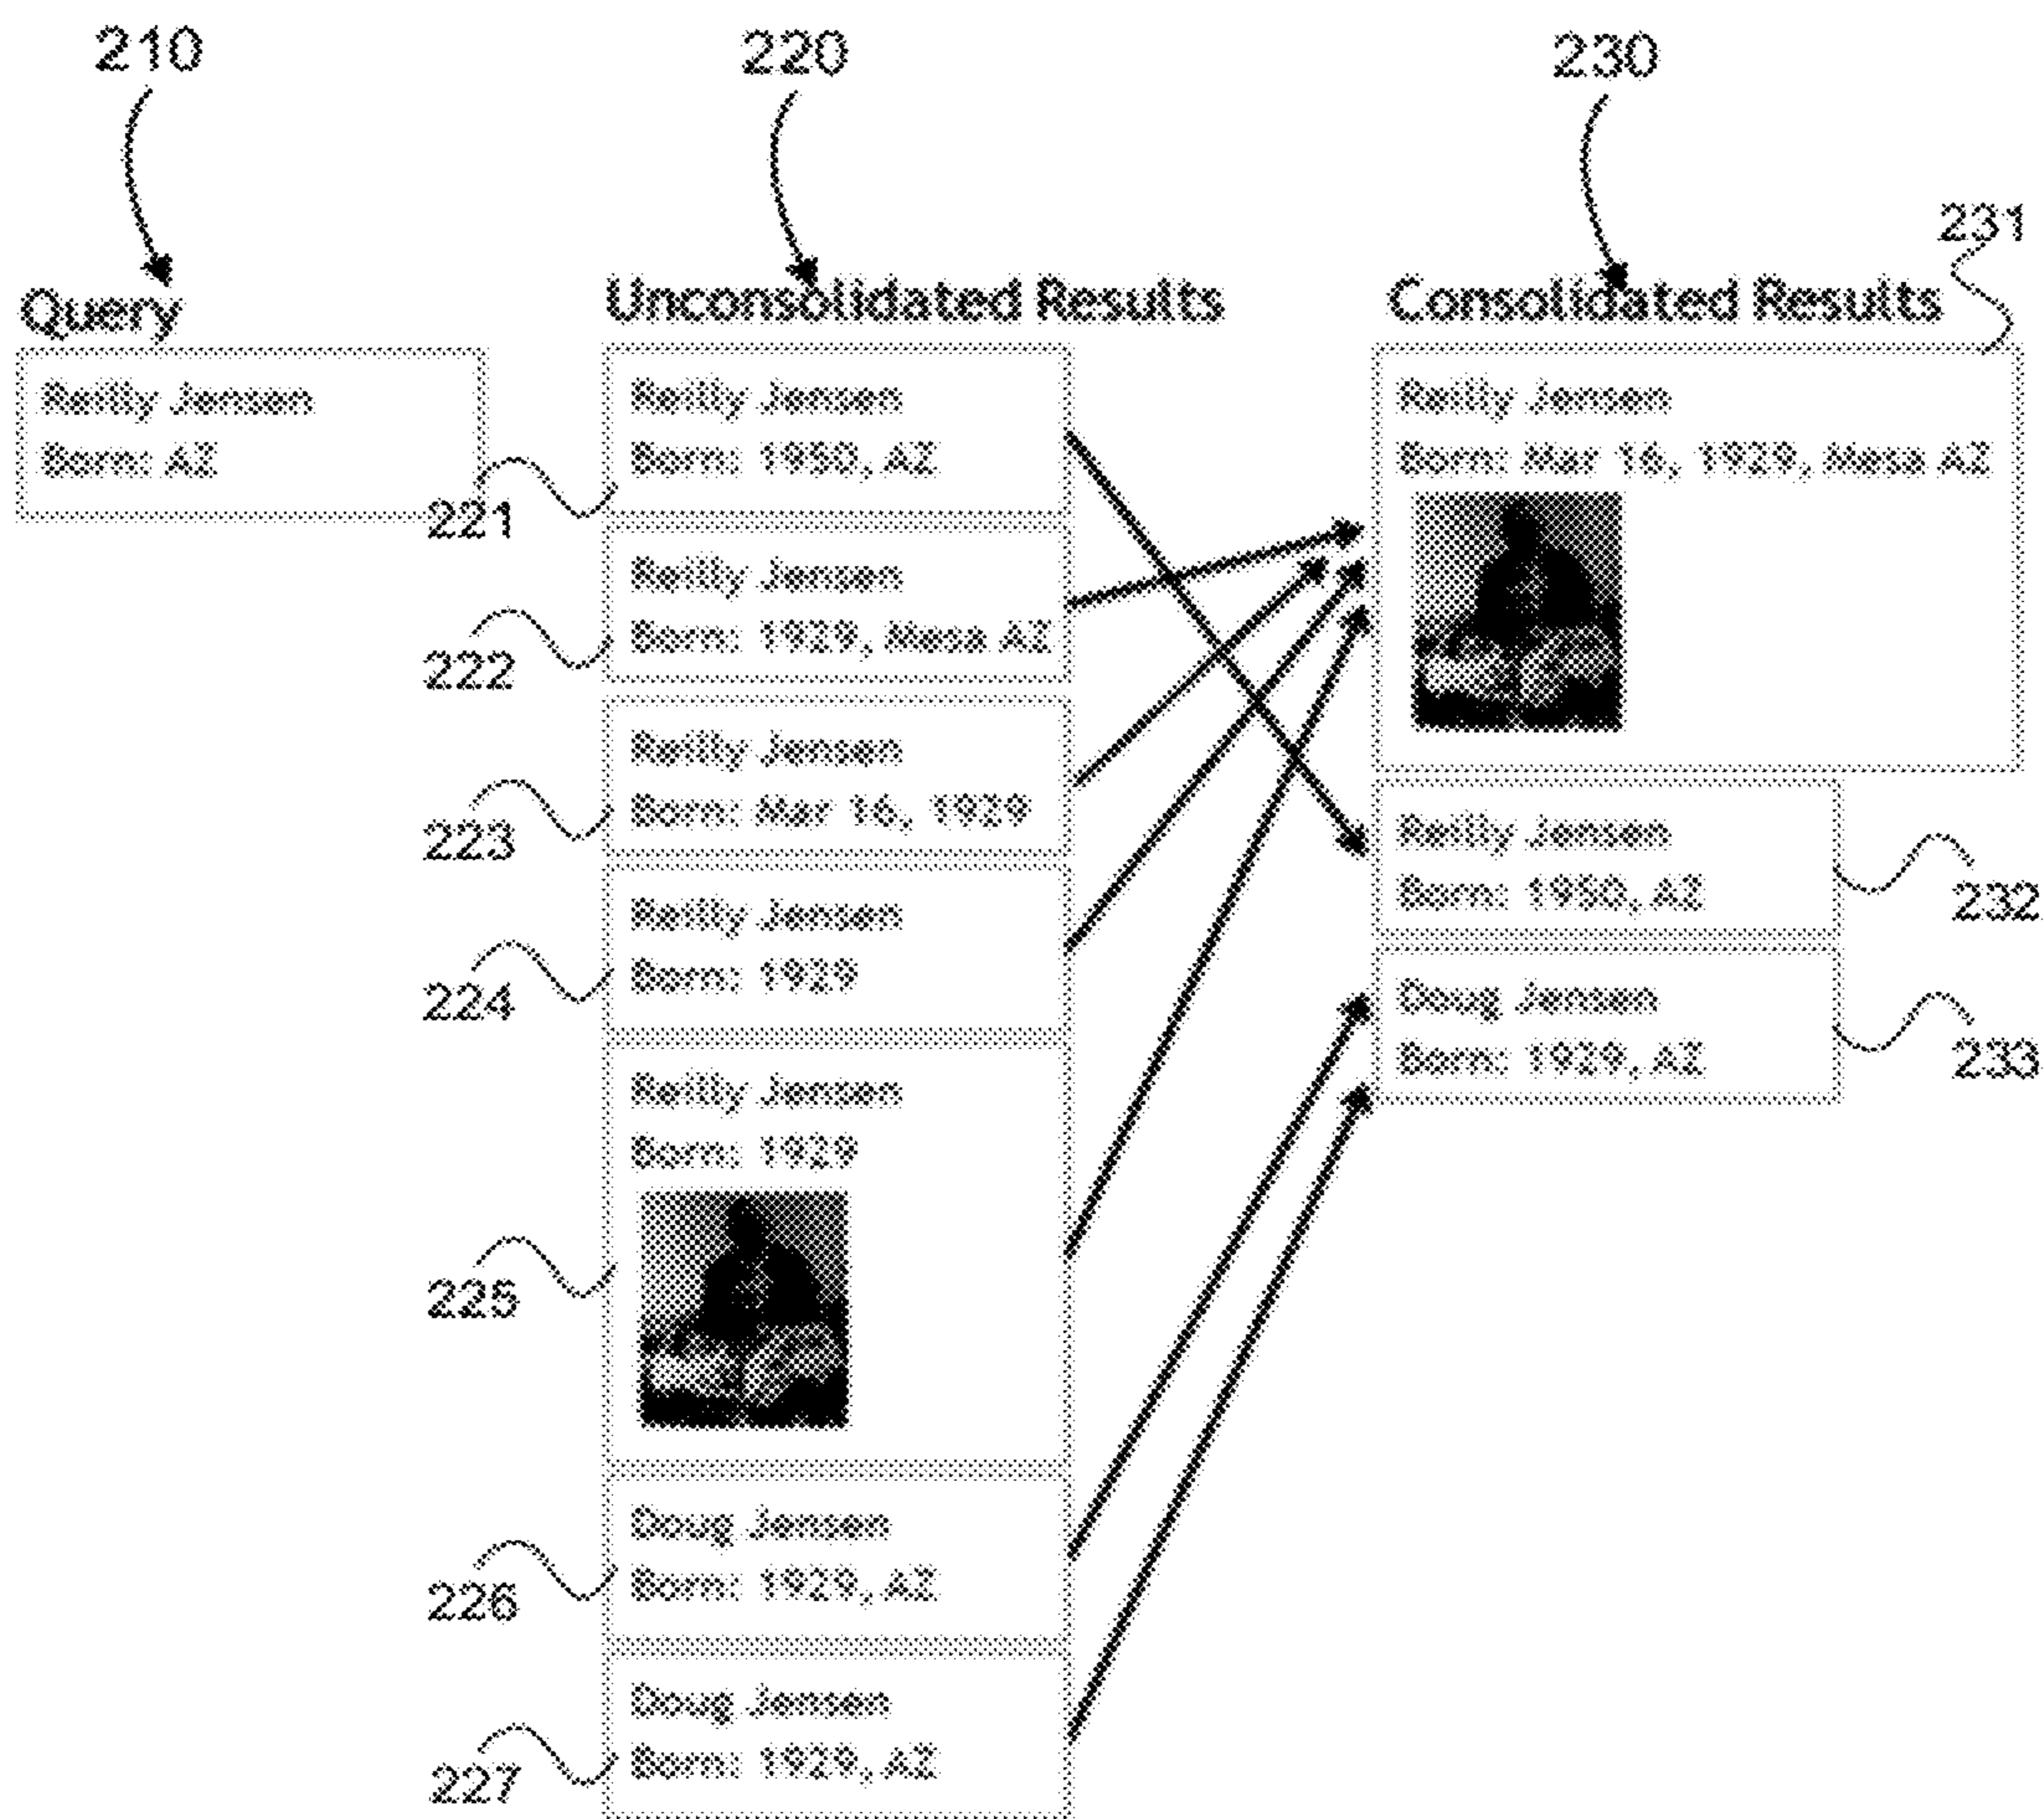 210
220
230
231
Query
Unconsolidated Results
Consolidated Results
Reilly Jensen
Born: AZ
221
Reilly Jensen
Born: 1950, AZ
222
Reilly Jensen
Born: 1929, Mesa AZ
223
Reilly Jensen
Born: Mar 16, 1929
224
Reilly Jensen
Born: 1929
225
Reilly Jensen
Born: 1929
226
Doug Jensen
Born: 1929, AZ
227
Doug Jensen
Born: 1929, AZ
Reilly Jensen
Born: Mar 16, 1929, Mesa AZ
Reilly Jensen
Born: 1950, AZ
232
Doug Jensen
Born: 1929, AZ
233